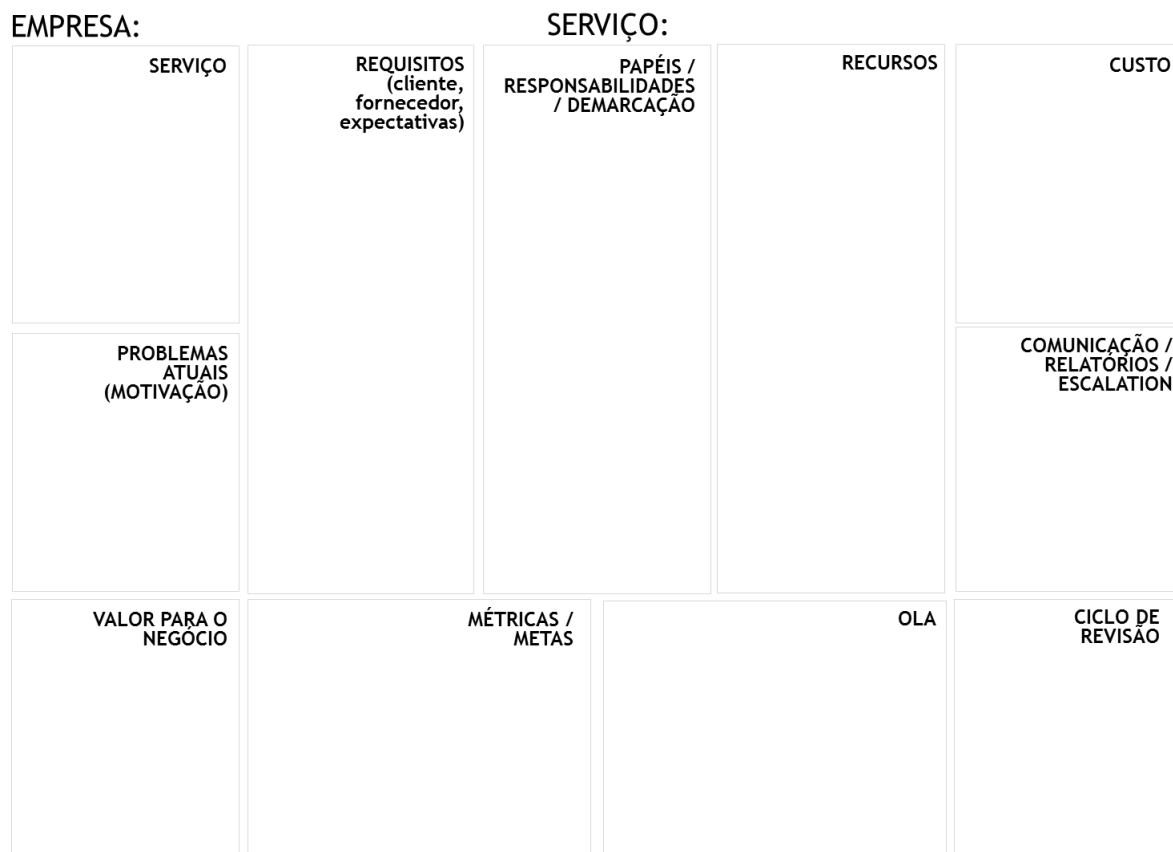 EMPRESA:
SERVIÇO:
SERVIÇO
REQUISITOS
(cliente,
fornecedor,
expectativas)
PAPÉIS /
RESPONSABILIDADES
/ DEMARCAÇÃO
RECURSOS
CUSTO
PROBLEMAS
ATUAIS
(MOTIVAÇÃO)
COMUNICAÇÃO /
RELATÓRIOS /
ESCALATION
VALOR PARA O
NEGÓCIO
MÉTRICAS /
METAS
OLA
CICLO DE
REVISÃO